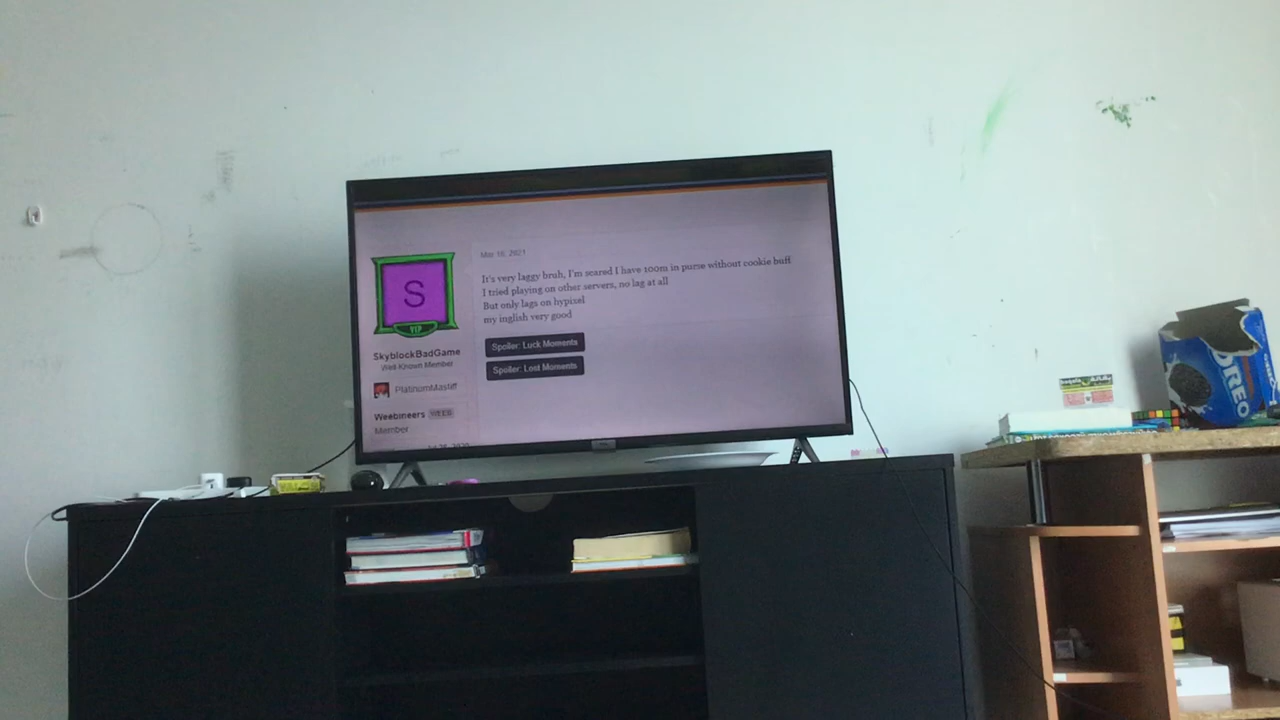 Mar 16, 2021
It's very laggy bruh, I'm scared I have 100m in purse without cookie buff
I tried playing on other servers, no lag at all
But only lags on hypixel
my inglish very good
Spoiler: Luck Moments
Spoiler: Lost Moments
S
VIP
SkyblockBadGame
Well-Known Member
PlatinumMastiff
Weebineers WEEB
Member
OREO